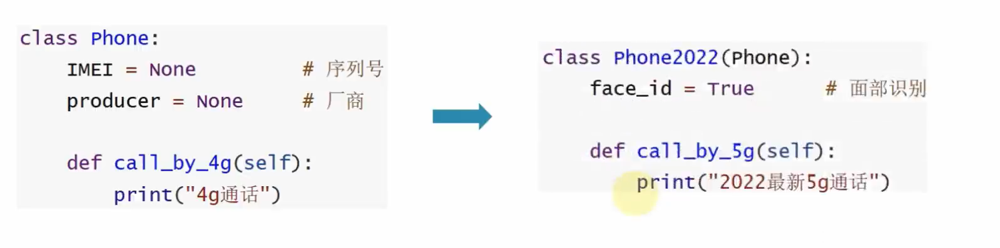 class Phone:
    IMEI = None         # 序列号
    producer = None     # 厂商
    def call_by_4g(self):
        print("4g通话")
class Phone2022(Phone):
    face_id = True      # 面部识别
    def call_by_5g(self):
        print("2022最新5g通话")